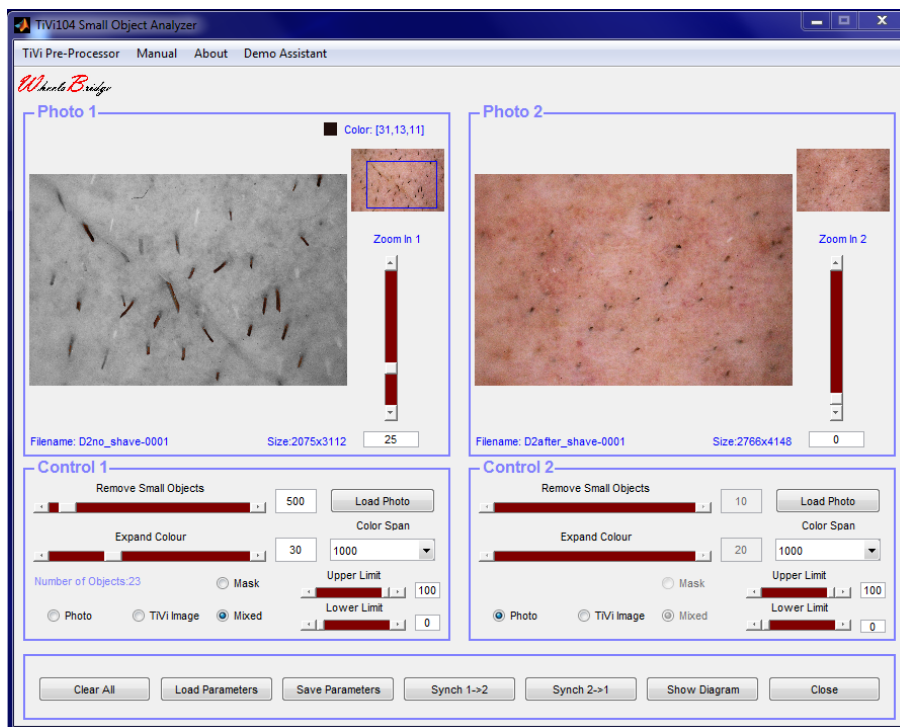 TiVi104 Small Object Analyzer
TiVi Pre-Processor Manual About Demo Assistant
WheelsBridge
Photo 1
Color: [31,13,11]
Zoom In 1
Filename: D2no_shave-0001 Size:2075x3112 25
Photo 2
Zoom In 2
Filename: D2after_shave-0001 Size:2766x4148 0
Control 1
Remove Small Objects
500 Load Photo
Expand Colour Color Span
30 1000
Number of Objects:23 Mask Upper Limit
100
Photo TiVi Image Mixed Lower Limit
0
Control 2
Remove Small Objects
10 Load Photo
Expand Colour Color Span
20 1000
Mask Upper Limit
100
Photo TiVi Image Mixed Lower Limit
0
Clear All Load Parameters Save Parameters Synch 1->2 Synch 2->1 Show Diagram Close